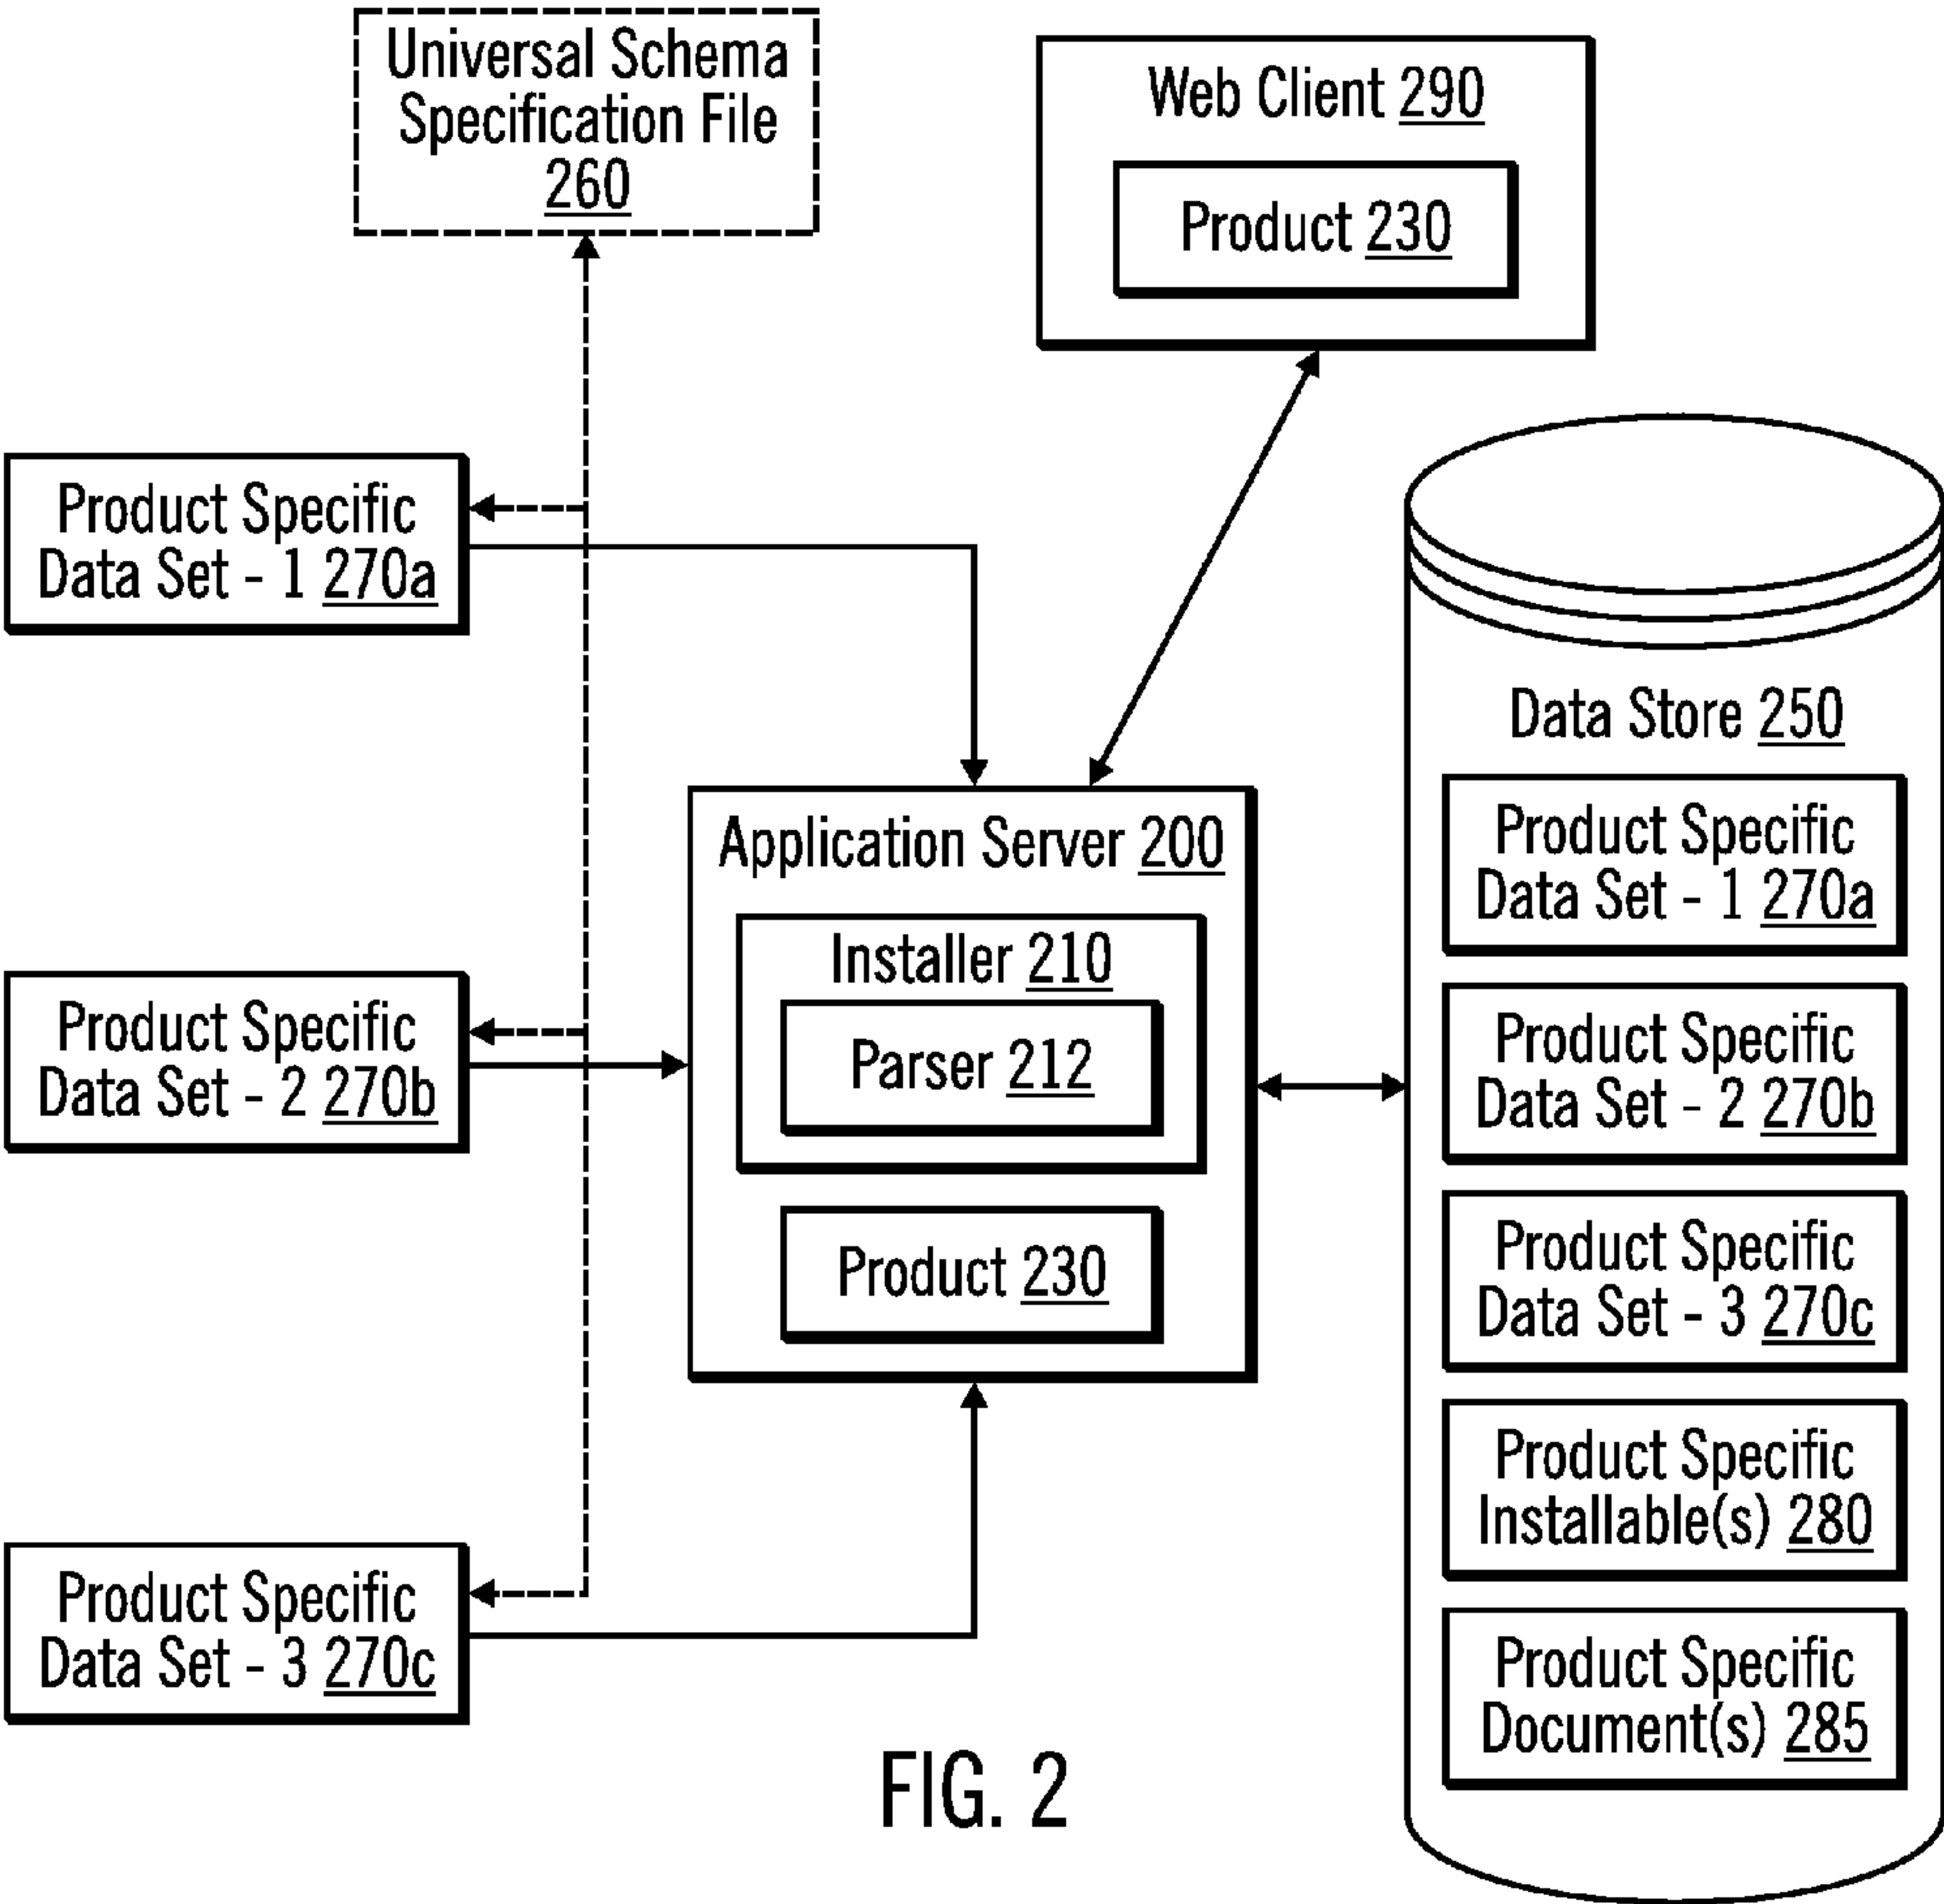 Universal Schema
Specification File
260
Web Client 290
Product 230
Product Specific
Data Set - 1 270a
Product Specific
Data Set - 2 270b
Product Specific
Data Set - 3 270c
Application Server 200
Installer 210
Parser 212
Product 230
Data Store 250
Product Specific
Data Set - 1 270a
Product Specific
Data Set - 2 270b
Product Specific
Data Set - 3 270c
Product Specific
Installable(s) 280
Product Specific
Document(s) 285
FIG. 2